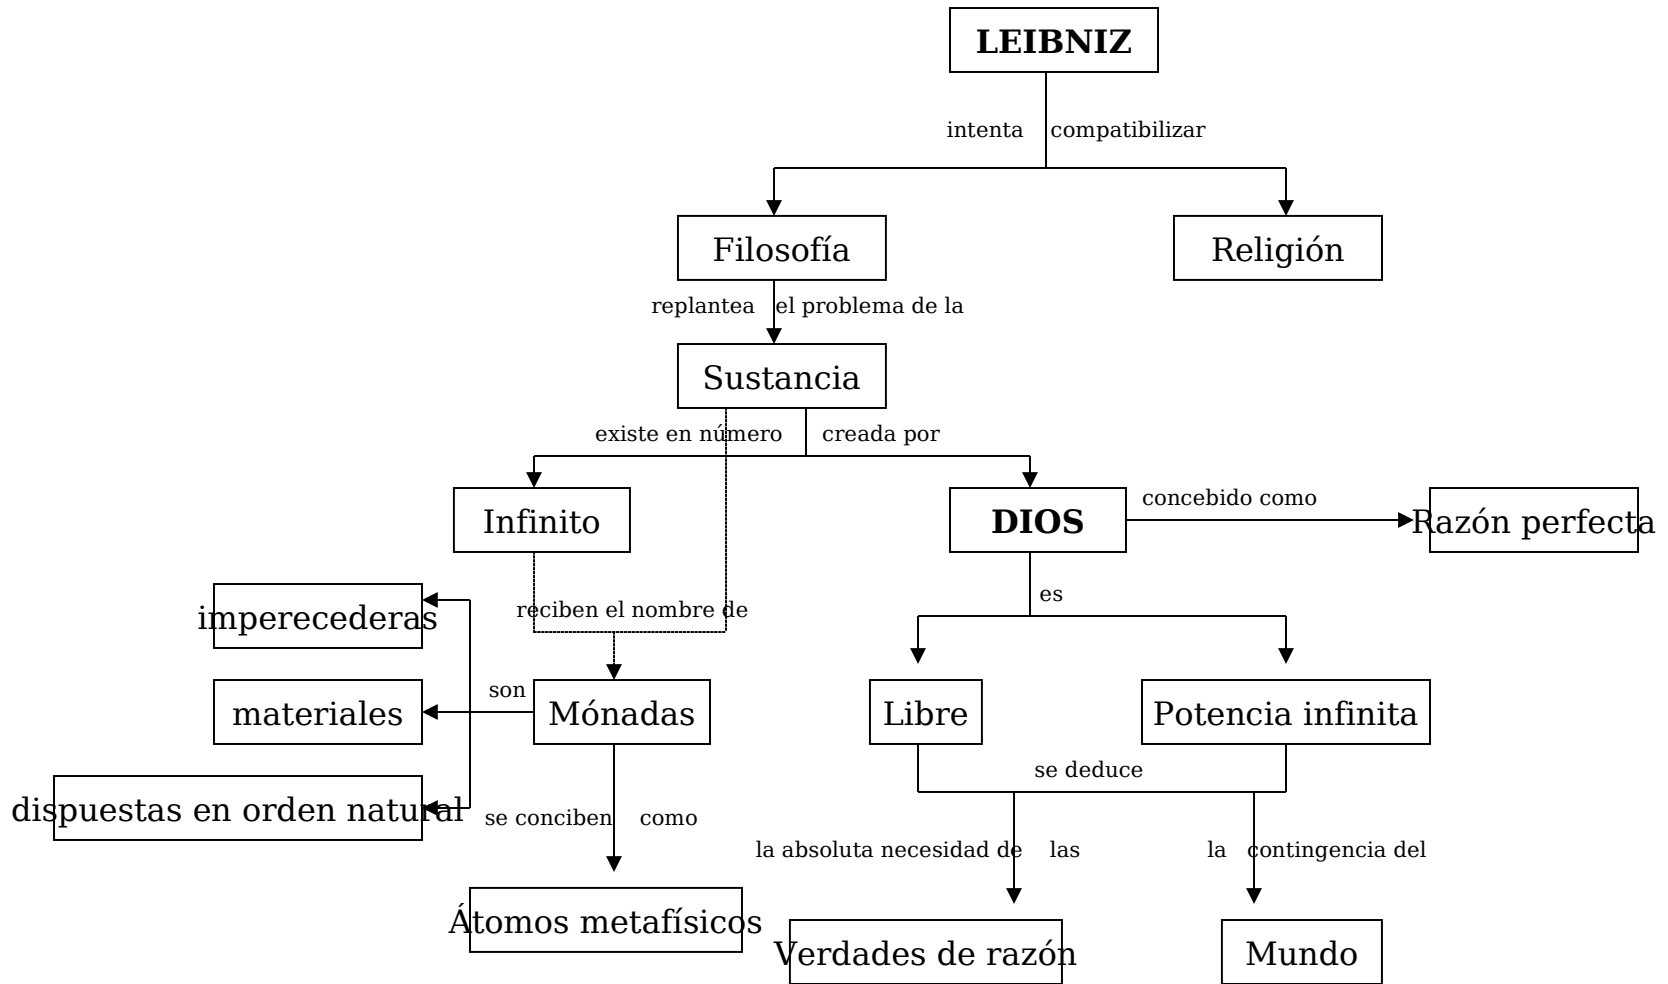 LEIBNIZ
intenta compatibilizar
Filosofía
Religión
replantea el problema de la
Sustancia
existe en número
creada por
Infinito
DIOS
concebido como
Razón perfecta
imperecederas
reciben el nombre de
es
materiales
son
Mónadas
Libre
Potencia infinita
dispuestas en orden natural
se conciben como
se deduce
la absoluta necesidad de las
la contingencia del
Átomos metafísicos
Verdades de razón
Mundo